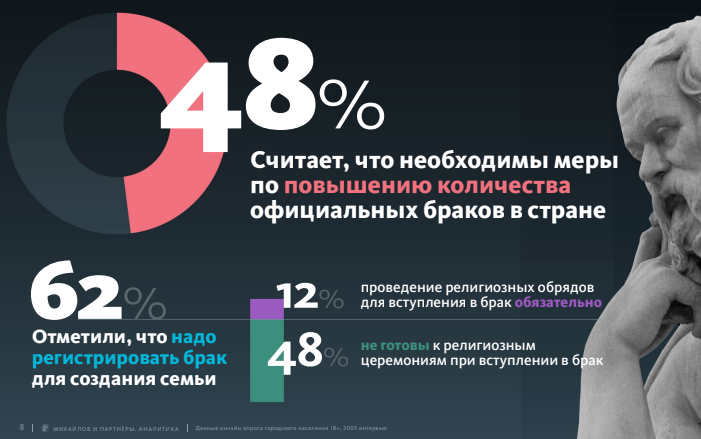 48%
Считает, что необходимы меры
по повышению количества
официальных браков в стране
62%
Отметили, что надо
регистрировать брак
для создания семьи
12%
проведение религиозных обрядов
для вступления в брак обязательно
48%
не готовы к религиозным
церемониям при вступлении в брак
8 | МИХАЙЛОВ И ПАРТНЁРЫ. АНАЛИТИКА | Данные онлайн опроса городского населения 18+, 2005 интервью